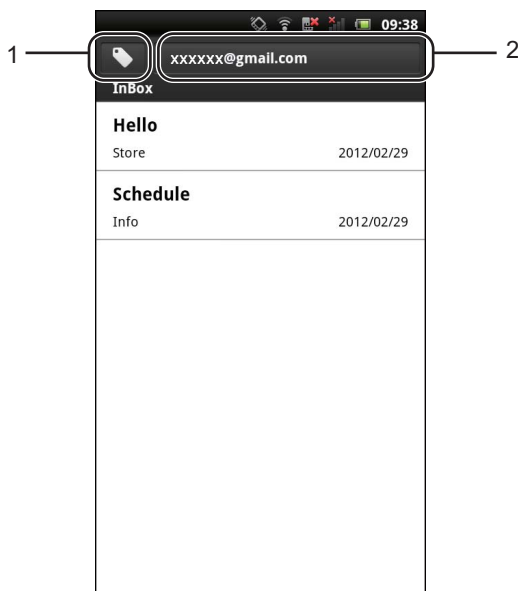 09:38
1
xxxxxx@gmail.com
2
InBox
Hello
Store 2012/02/29
Schedule
Info 2012/02/29